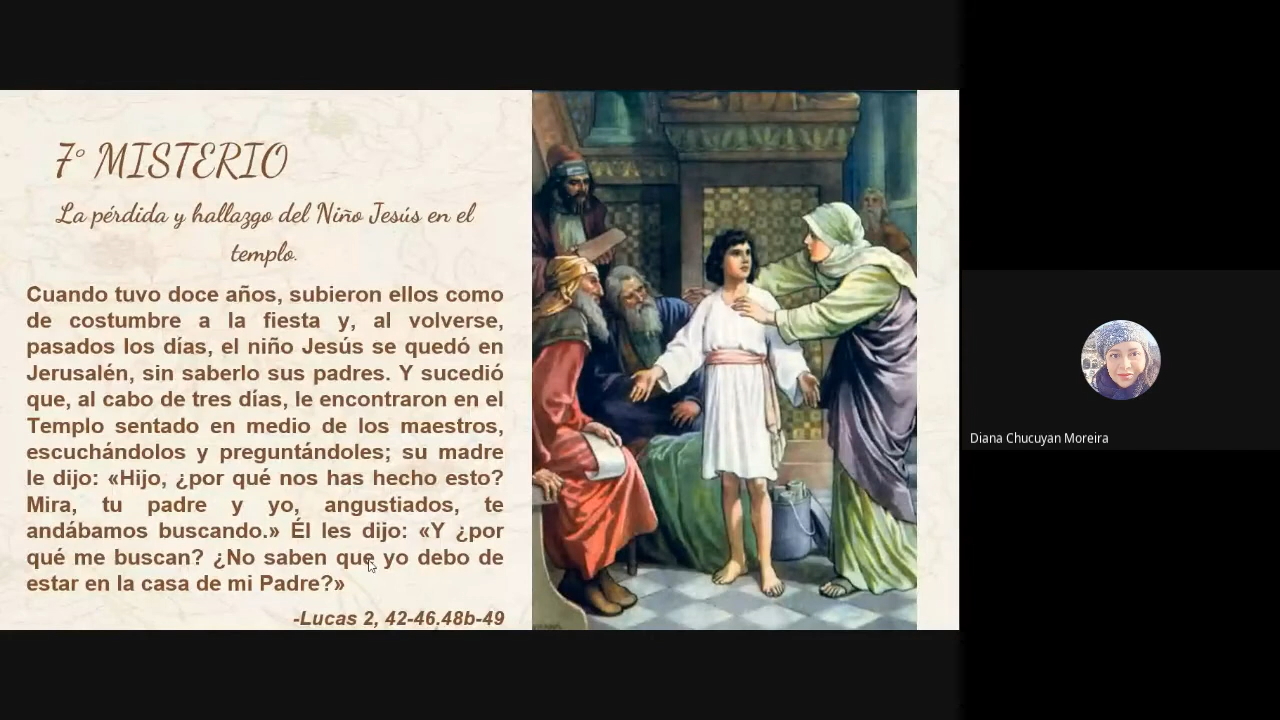 7° MISTERIO
La pérdida y hallazgo del Niño Jesús en el
templo.
Cuando tuvo doce años, subieron ellos como
de costumbre a la fiesta y, al volverse,
pasados los días, el niño Jesús se quedó en
Jerusalén, sin saberlo sus padres. Y sucedió
que, al cabo de tres días, le encontraron en el
Templo sentado en medio de los maestros,
escuchándolos y preguntándoles; su madre
le dijo: «Hijo, ¿por qué nos has hecho esto?
Mira, tu padre y yo, angustiados, te
andábamos buscando.» Él les dijo: «Y ¿por
qué me buscan? ¿No saben que yo debo de
estar en la casa de mi Padre?»
-Lucas 2, 42-46.48b-49
Diana Chucuyan Moreira